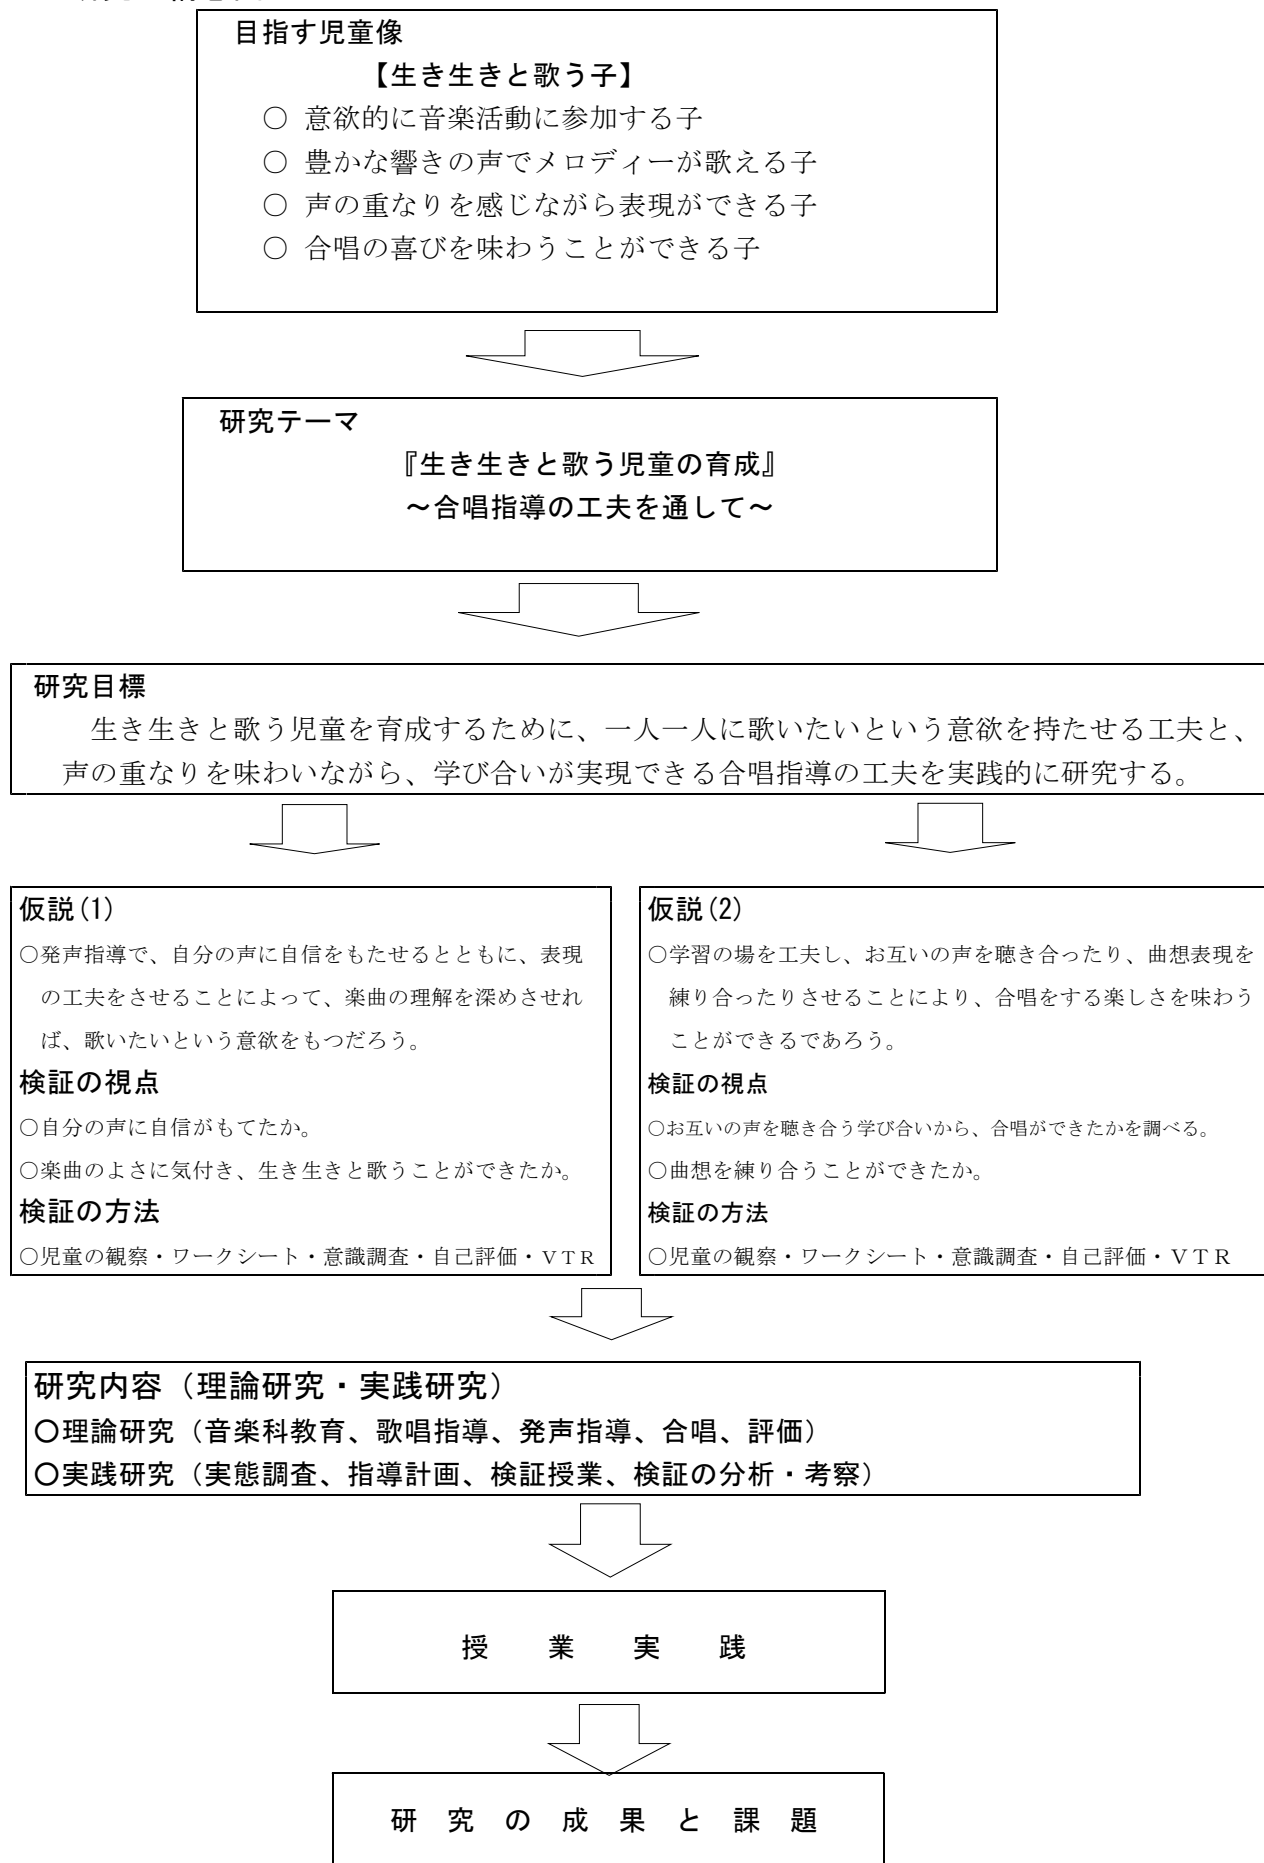 目指す児童像
【生き生きと歌う子】
○ 意欲的に音楽活動に参加する子
○ 豊かな響きの声でメロディーが歌える子
○ 声の重なりを感じながら表現ができる子
○ 合唱の喜びを味わうことができる子
研究テーマ
『生き生きと歌う児童の育成』
～合唱指導の工夫を通して～
研究目標
生き生きと歌う児童を育成するために、一人一人に歌いたいという意欲を持たせる工夫と、
声の重なりを味わいながら、学び合いが実現できる合唱指導の工夫を実践的に研究する。
仮説(1)
○発声指導で、自分の声に自信をもたせるとともに、表現
の工夫をさせることによって、楽曲の理解を深めさせれ
ば、歌いたいという意欲をもつだろう。
検証の視点
○自分の声に自信がもてたか。
○楽曲のよさに気付き、生き生きと歌うことができたか。
検証の方法
○児童の観察・ワークシート・意識調査・自己評価・ＶＴＲ
仮説(2)
○学習の場を工夫し、お互いの声を聴き合ったり、曲想表現を
練り合ったりさせることにより、合唱をする楽しさを味わう
ことができるであろう。
検証の視点
○お互いの声を聴き合う学び合いから、合唱ができたかを調べる。
○曲想を練り合うことができたか。
検証の方法
○児童の観察・ワークシート・意識調査・自己評価・ＶＴＲ
研究内容（理論研究・実践研究）
○理論研究（音楽科教育、歌唱指導、発声指導、合唱、評価）
○実践研究（実態調査、指導計画、検証授業、検証の分析・考察）
授　業　実　践
研　究　の　成　果　と　課　題